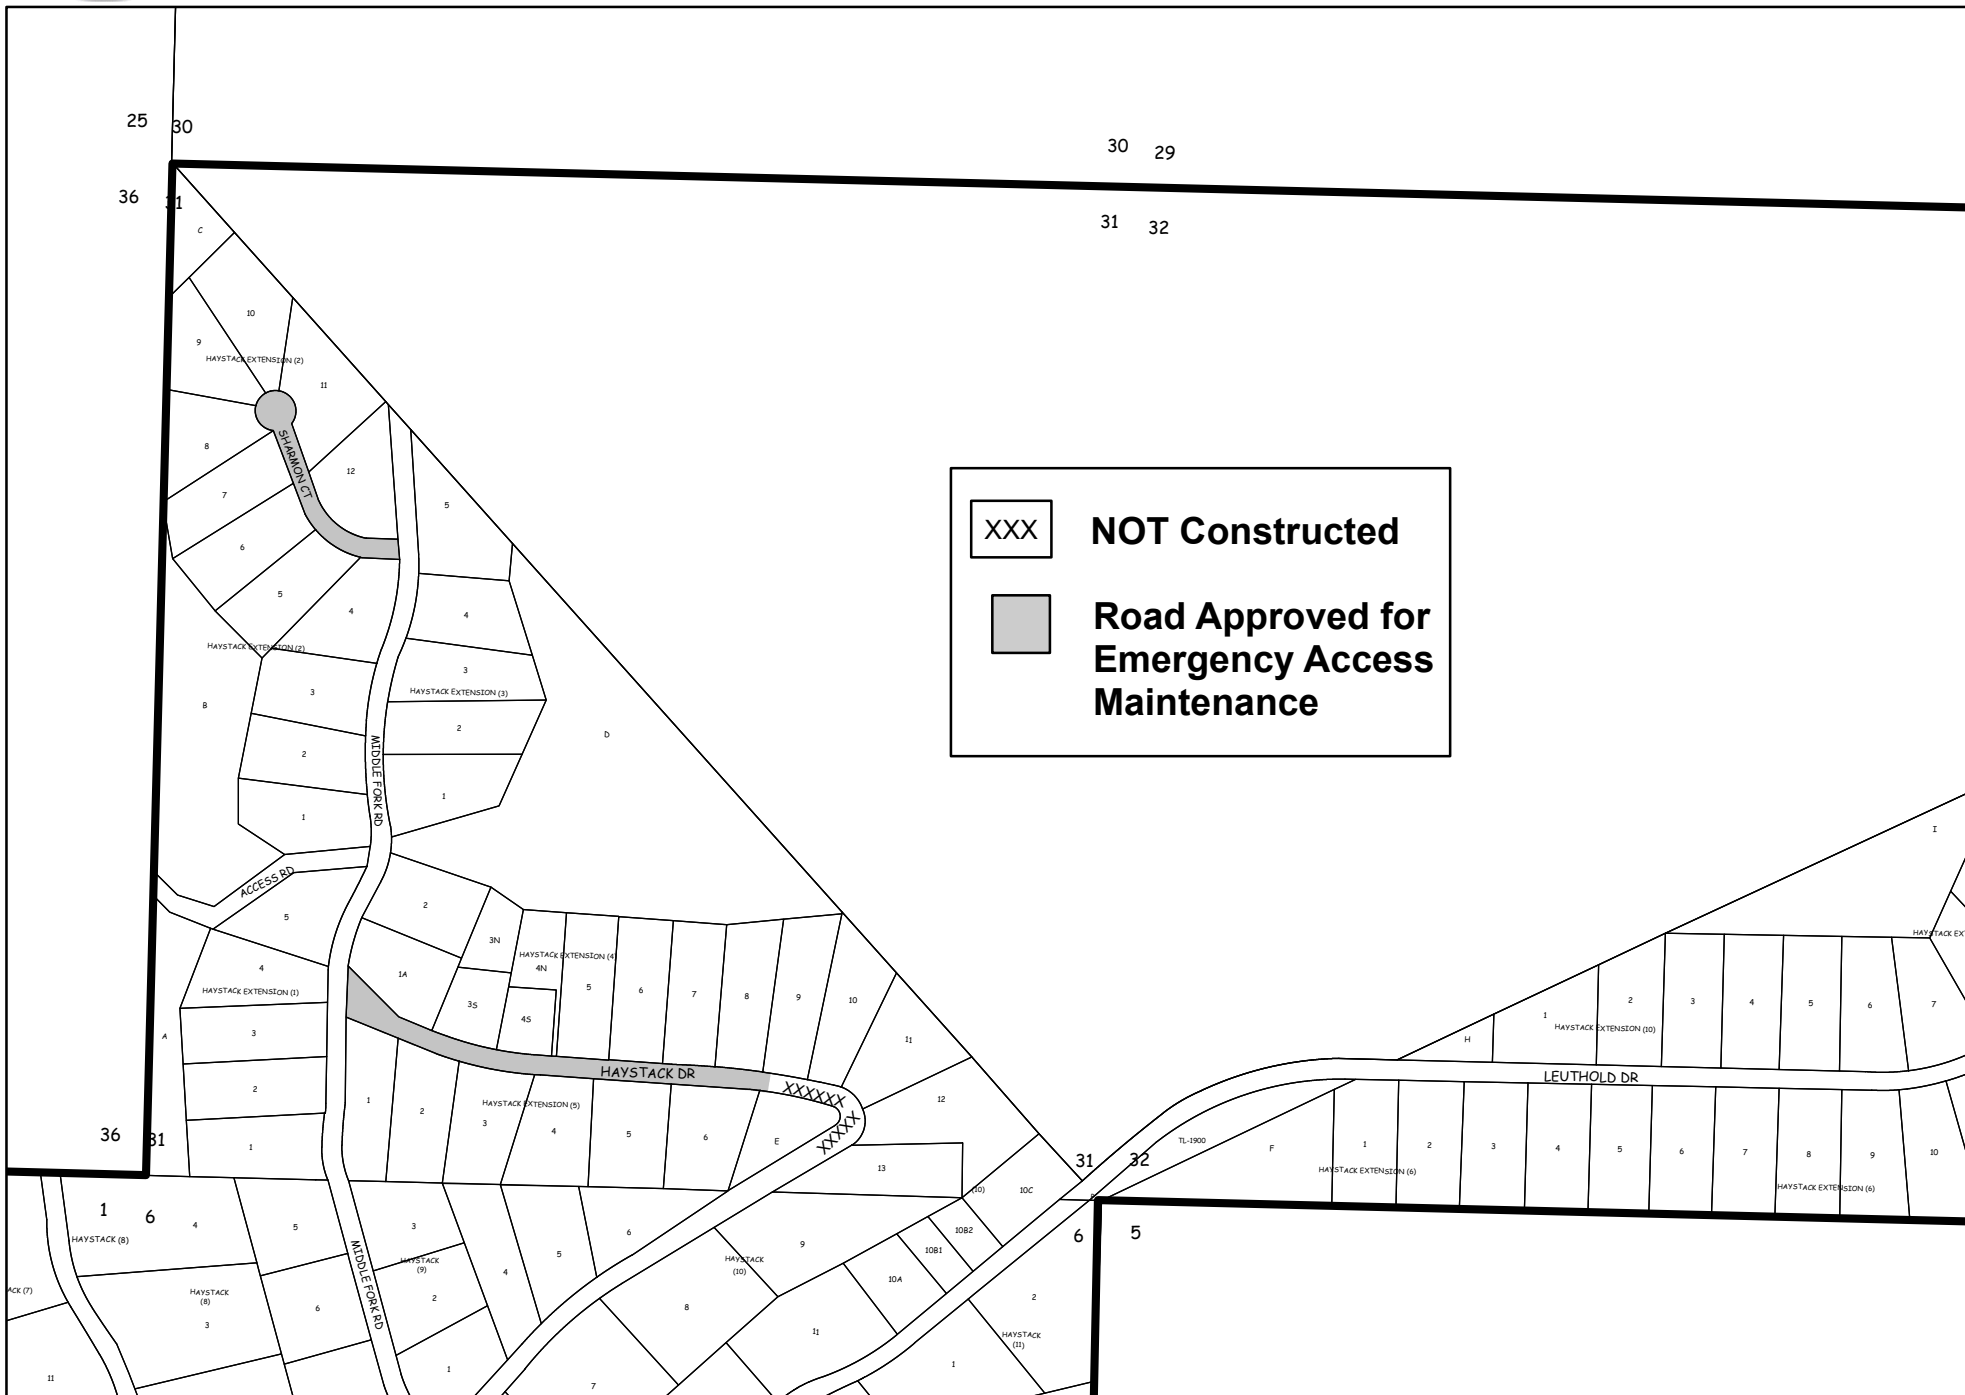 25 30
30 29
36 31
31 32
C
10
9
HAYSTACK EXTENSION (2)
11
SHARMON CT
8
12
7
5
6
5
4
4
HAYSTACK EXTENSION (2)
3
3
HAYSTACK EXTENSION (3)
B
2
2
D
MIDDLE FORK RD
1
1
XXX NOT Constructed
Road Approved for
Emergency Access
Maintenance
I
ACCESS RD
5
2
3N
HAYSTACK EXTENSION (4)
4N
4
1A
HAYSTACK EXTENSION (1)
3S
4S
5
6
7
8
9
10
11
A
3
2
1
HAYSTACK DR
XXXXXX
XXXXX
1
2
3
HAYSTACK EXTENSION (5)
4
5
6
E
12
13
HAYSTACK EX
1
2
3
4
5
6
7
HAYSTACK EXTENSION (10)
H
LEUTHOLD DR
TL-1900
F
1
2
3
4
5
6
7
8
9
10
HAYSTACK EXTENSION (6)
HAYSTACK EXTENSION (6)
36 31
31 32
1 6
6 5
HAYSTACK (8)
4
5
3
MIDDLE FORK RD
HAYSTACK
(9)
2
4
5
6
HAYSTACK
(10)
9
(10)
10C
10B2
10B1
10A
ACK (7)
HAYSTACK
(8)
3
6
8
11
2
HAYSTACK
(11)
11
1
7
1